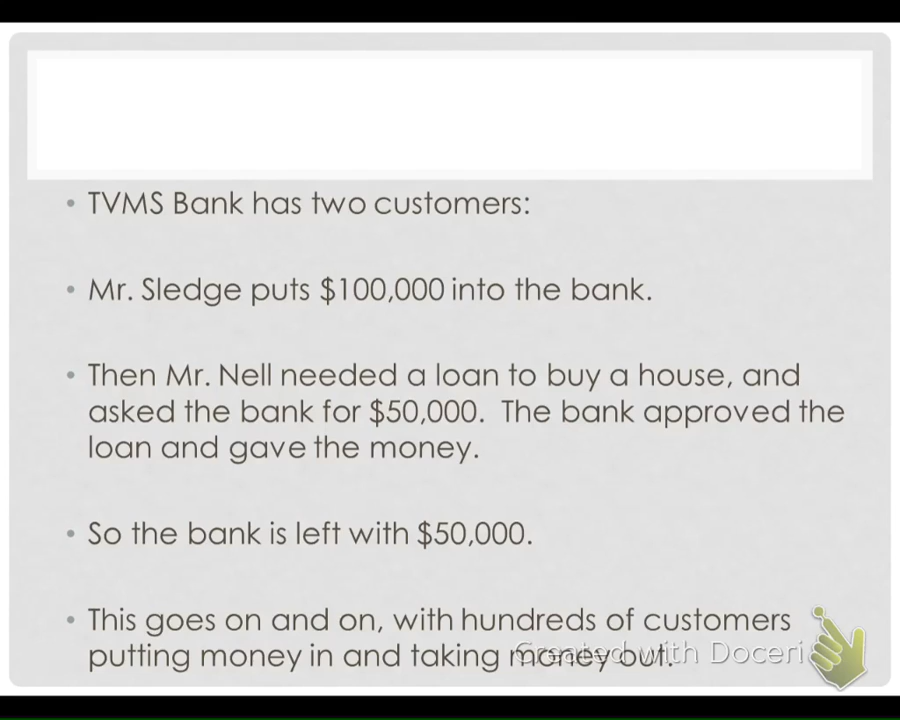 • TVMS Bank has two customers:
• Mr. Sledge puts $100,000 into the bank.
• Then Mr. Nell needed a loan to buy a house, and
asked the bank for $50,000.  The bank approved the
loan and gave the money.
• So the bank is left with $50,000.
• This goes on and on, with hundreds of customers
putting money in and taking money out.
Created with Doceri